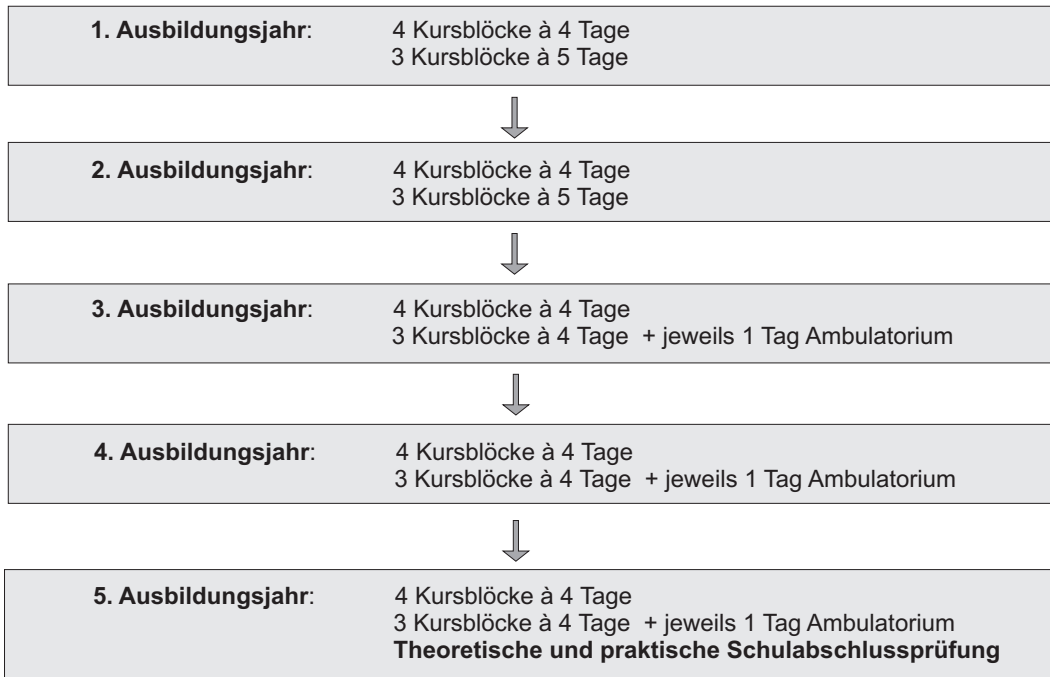 1. Ausbildungsjahr: 4 Kursblöcke à 4 Tage
3 Kursblöcke à 5 Tage
2. Ausbildungsjahr: 4 Kursblöcke à 4 Tage
3 Kursblöcke à 5 Tage
3. Ausbildungsjahr: 4 Kursblöcke à 4 Tage
3 Kursblöcke à 4 Tage + jeweils 1 Tag Ambulatorium
4. Ausbildungsjahr: 4 Kursblöcke à 4 Tage
3 Kursblöcke à 4 Tage + jeweils 1 Tag Ambulatorium
5. Ausbildungsjahr: 4 Kursblöcke à 4 Tage
3 Kursblöcke à 4 Tage + jeweils 1 Tag Ambulatorium
Theoretische und praktische Schulabschlussprüfung